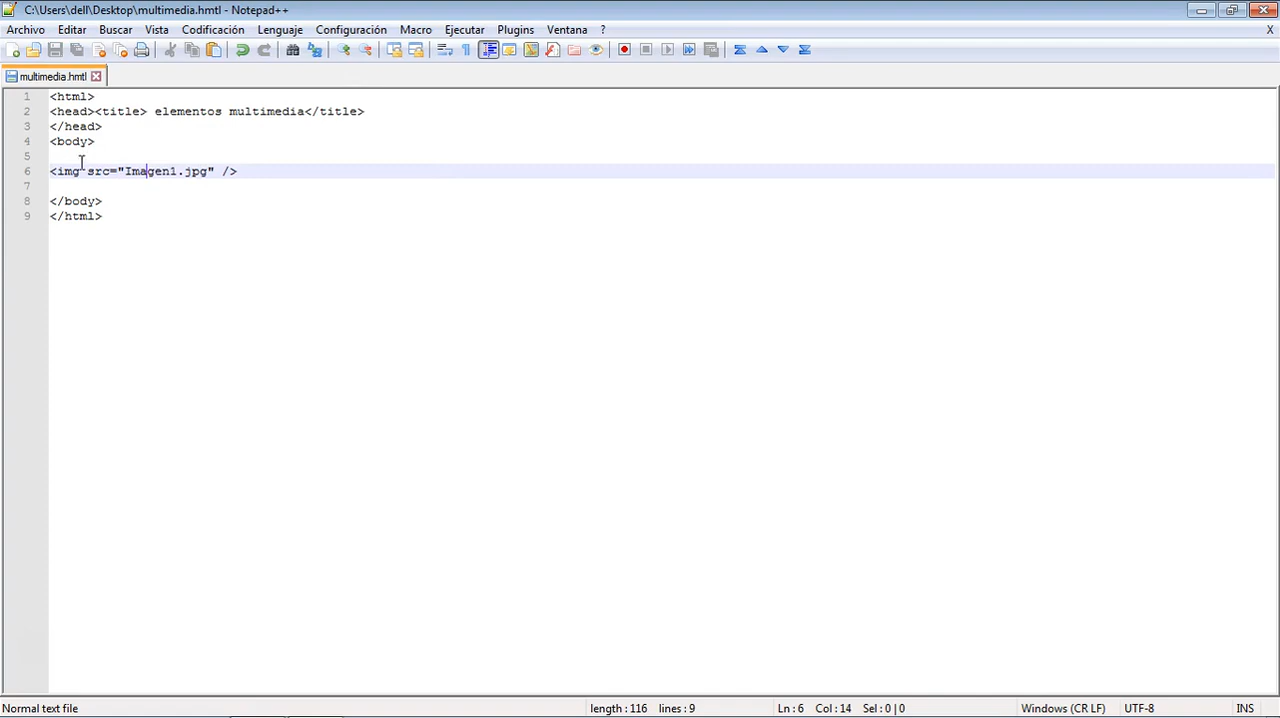 C:\Users\dell\Desktop\multimedia.hmtl - Notepad++
Archivo Editar Buscar Vista Codificación Lenguaje Configuración Macro Ejecutar Plugins Ventana ? X
multimedia.hmtl
1 <html>
2 <head><title> elementos multimedia</title>
3 </head>
4 <body>
5
6 <img src="Imagen1.jpg" />
7
8 </body>
9 </html>
Normal text file length : 116 lines : 9 Ln : 6 Col : 14 Sel : 0 | 0 Windows (CR LF) UTF-8 INS